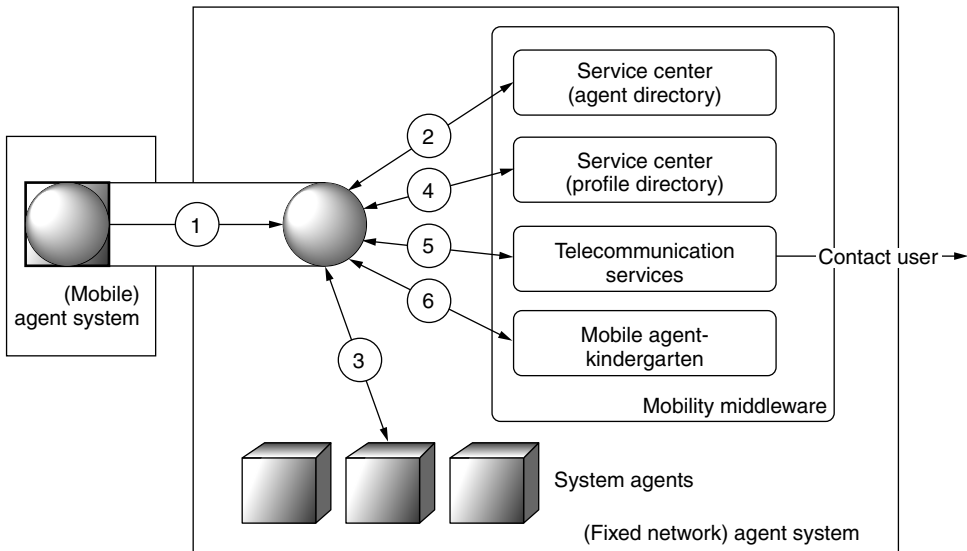 Service center
(agent directory)
2
Service center
(profile directory)
4
1
5
Telecommunication
services
Contact user
(Mobile)
agent system
6
Mobile agent-
kindergarten
3
Mobility middleware
System agents
(Fixed network) agent system